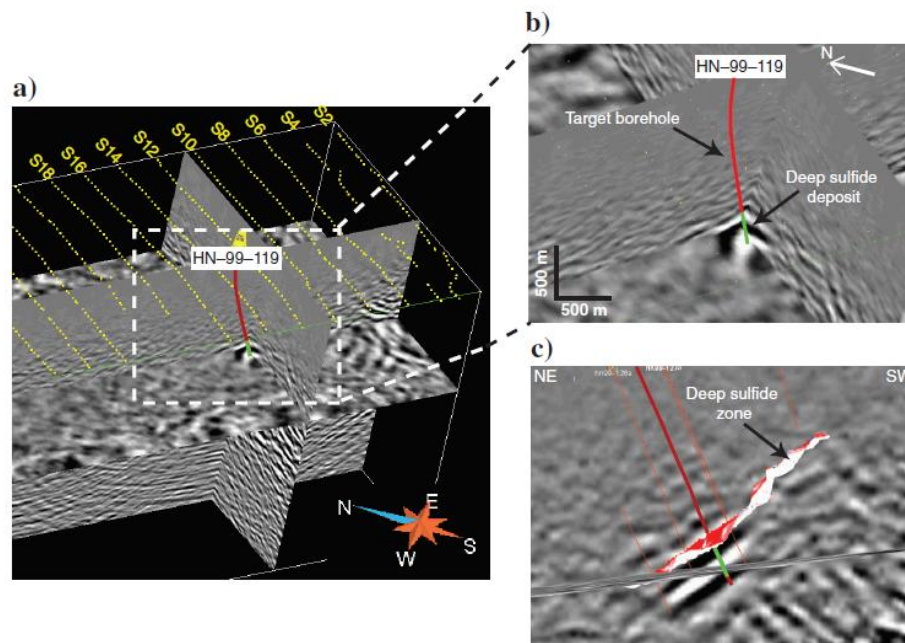 a)
S18
S16
S14
S12
S10
S8
S6
S4
S2
HN–99–119
N
E
W
S
b)
HN–99–119
N
Target borehole
Deep sulfide
deposit
500 m
500 m
c)
NE
SW
Deep sulfide
zone